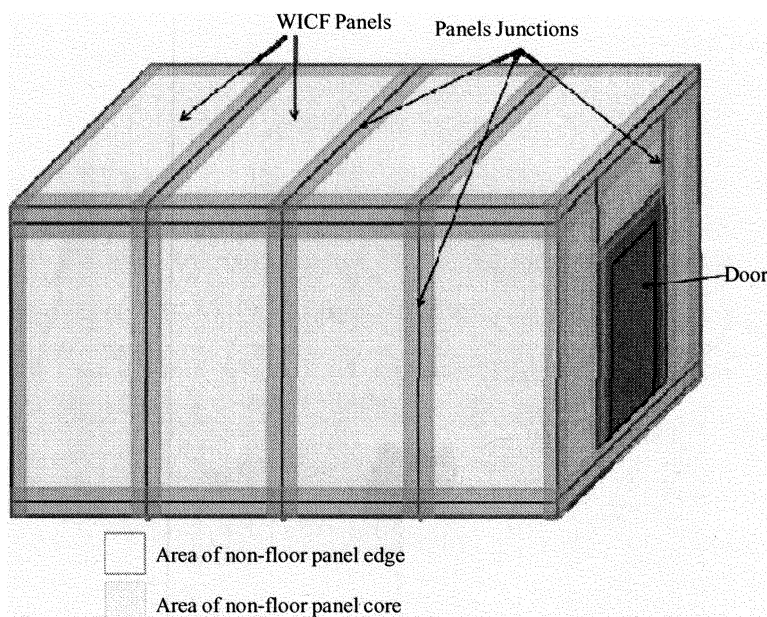 WICF Panels
Panels Junctions
Door
Area of non-floor panel edge
Area of non-floor panel core